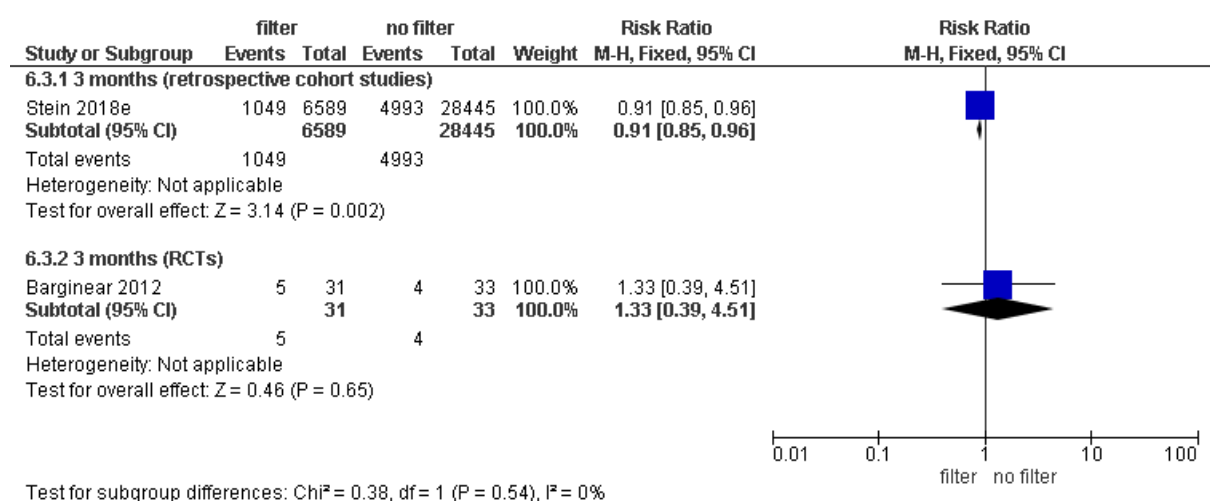 filter no filter Risk Ratio Risk Ratio
Study or Subgroup Events Total Events Total Weight M-H, Fixed, 95% CI M-H, Fixed, 95% CI
6.3.1 3 months (retrospective cohort studies)
Stein 2018e 1049 6589 4993 28445 100.0% 0.91 [0.85, 0.96]
Subtotal (95% CI) 6589 28445 100.0% 0.91 [0.85, 0.96]
Total events 1049 4993
Heterogeneity: Not applicable
Test for overall effect: Z = 3.14 (P = 0.002)
6.3.2 3 months (RCTs)
Barginear 2012 5 31 4 33 100.0% 1.33 [0.39, 4.51]
Subtotal (95% CI) 31 33 100.0% 1.33 [0.39, 4.51]
Total events 5 4
Heterogeneity: Not applicable
Test for overall effect: Z = 0.46 (P = 0.65)
0.01 0.1 1 10 100
filter no filter
Test for subgroup differences: Chi² = 0.38, df = 1 (P = 0.54), I² = 0%